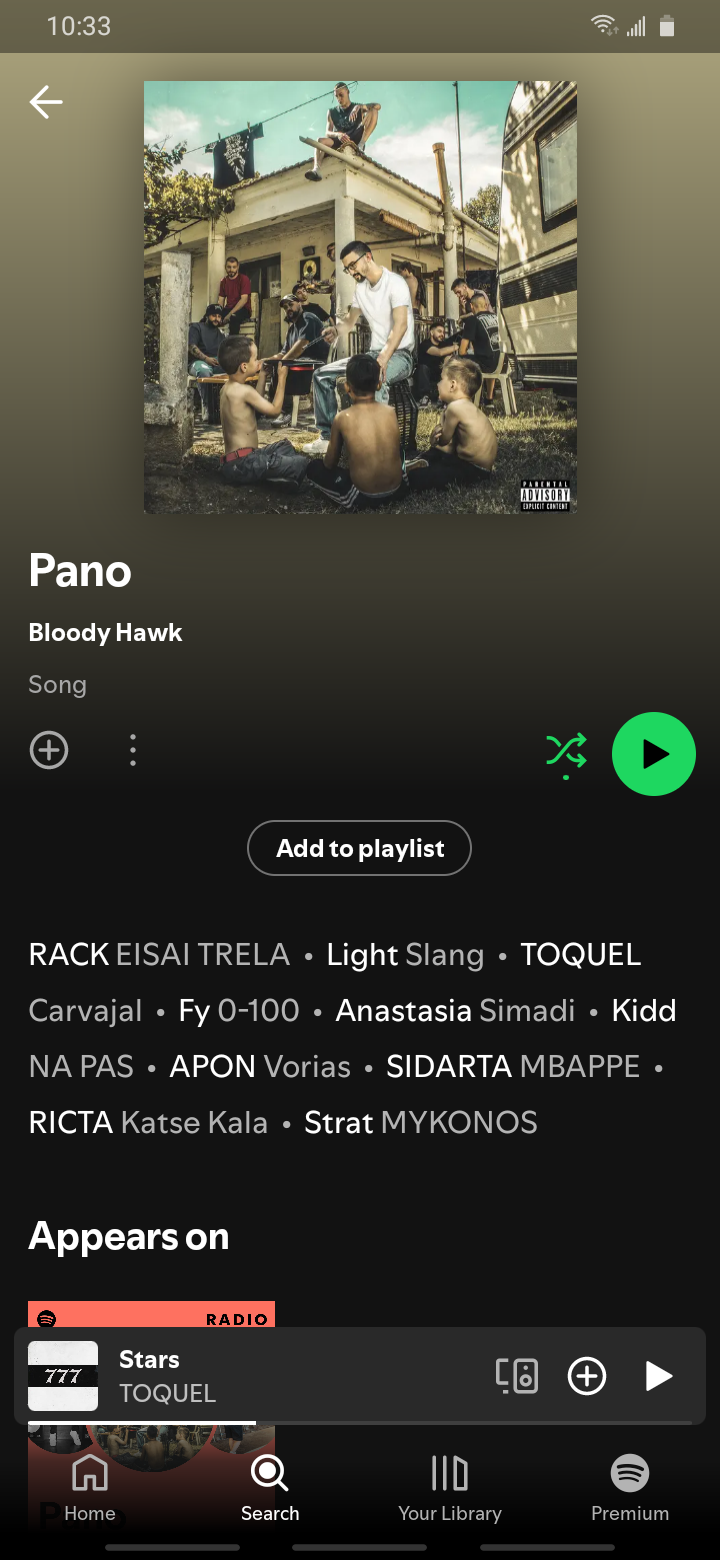 10:33
PARENTAL
ADVISORY
EXPLICIT CONTENT
Pano
Bloody Hawk
Song
Add to playlist
RACK EISAI TRELA • Light Slang • TOQUEL
Carvajal • Fy 0-100 • Anastasia Simadi • Kidd
NA PAS • APON Vorias • SIDARTA MBAPPE •
RICTA Katse Kala • Strat MYKONOS
Appears on
RADIO
777
Stars
TOQUEL
Home
Search
Your Library
Premium